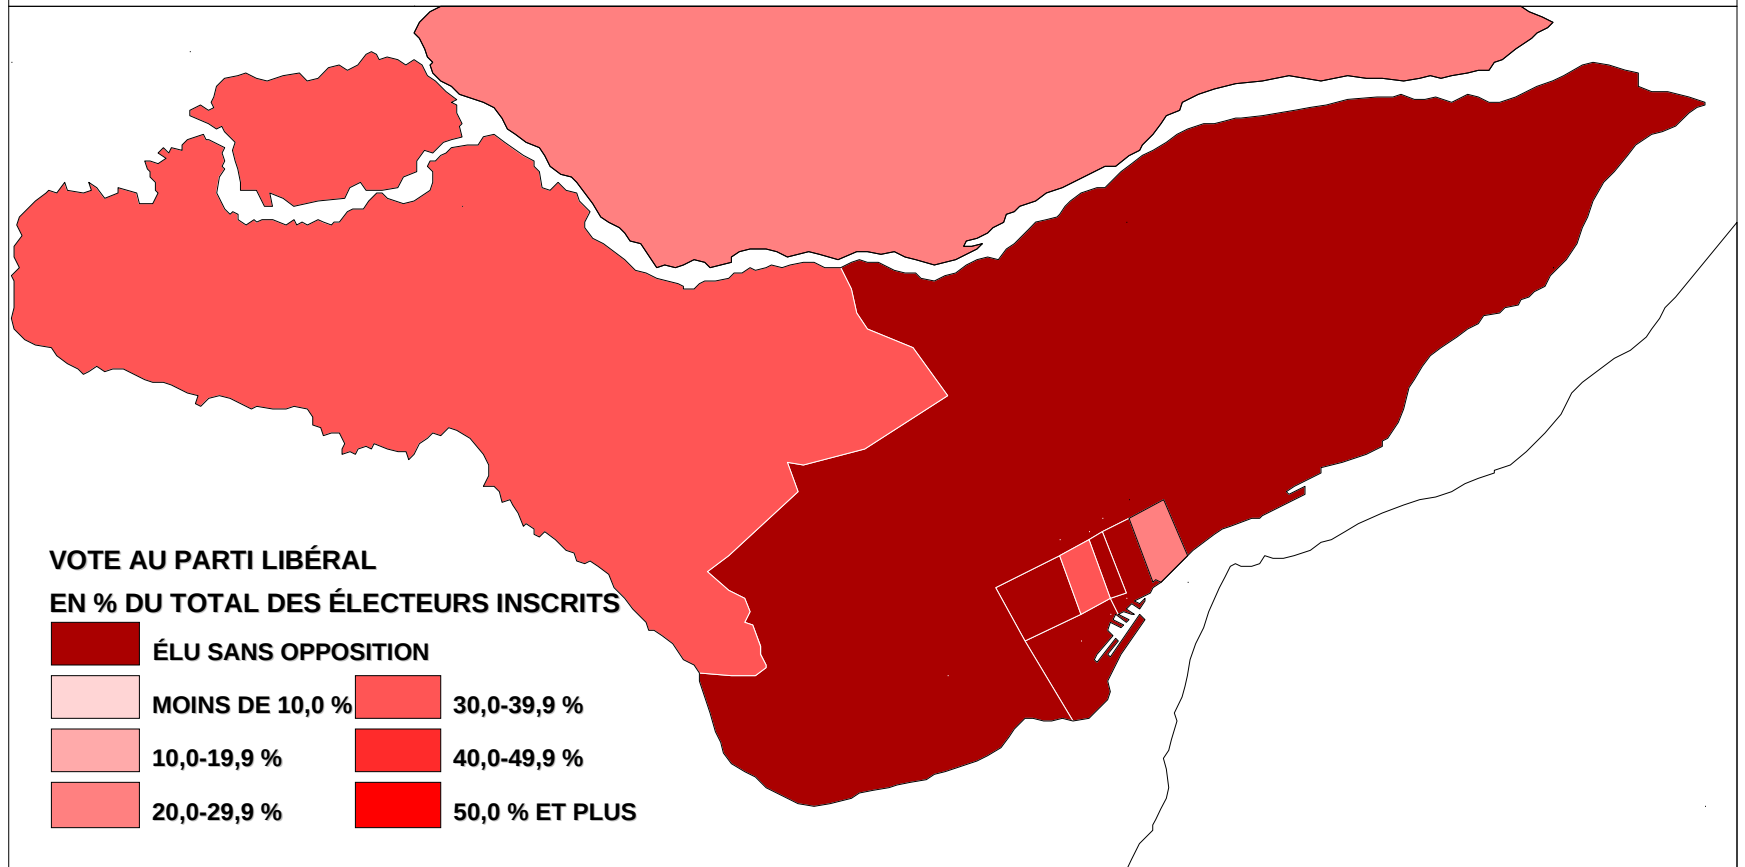 VOTE AU PARTI LIBÉRAL
EN % DU TOTAL DES ÉLECTEURS INSCRITS
ÉLU SANS OPPOSITION
MOINS DE 10,0 %
30,0-39,9 %
10,0-19,9 %
40,0-49,9 %
20,0-29,9 %
50,0 % ET PLUS